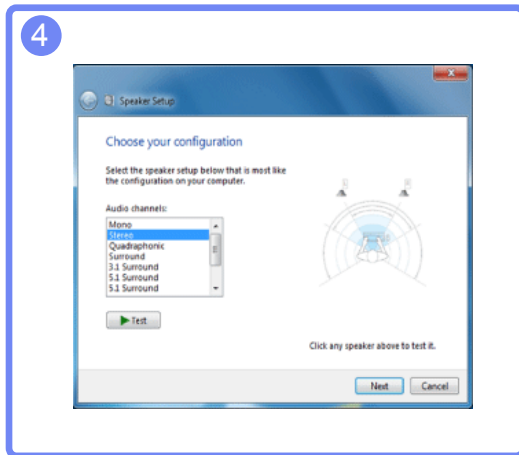 4
Speaker Setup
Choose your configuration
Select the speaker setup below that is most like
the configuration on your computer.
Audio channels:
Mono
Stereo
Quadraphonic
Surround
3.1 Surround
5.1 Surround
5.1 Surround
Test
Click any speaker above to test it.
Next
Cancel